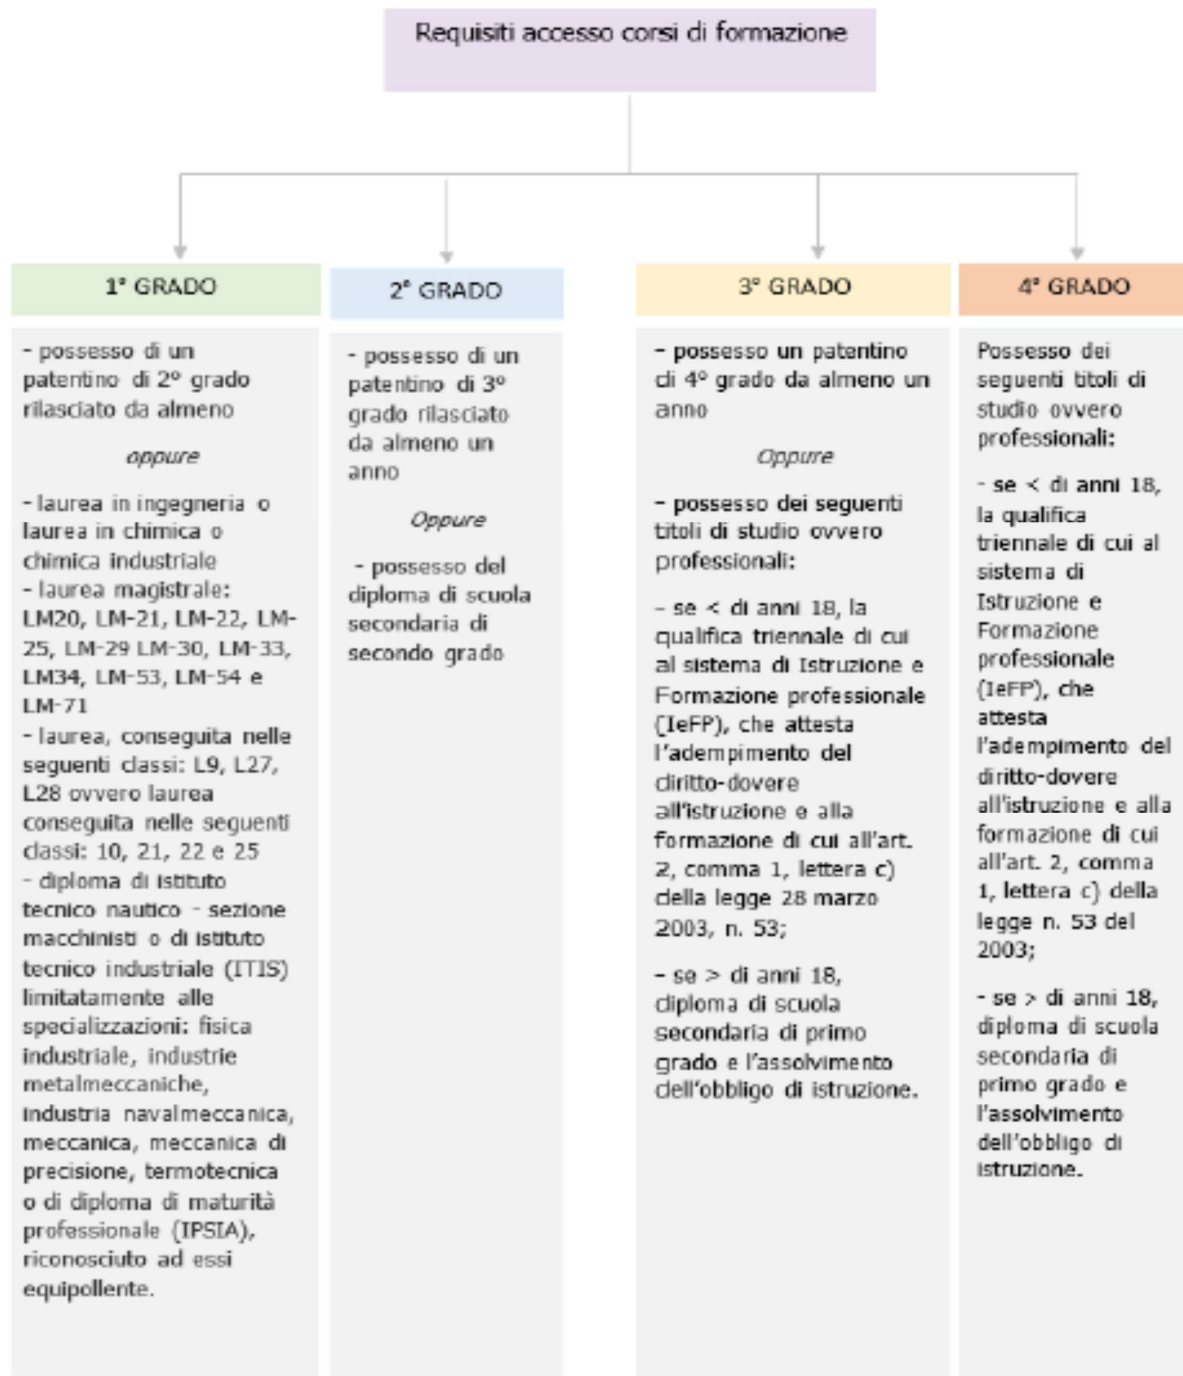 Requisiti accesso corsi di formazione
1° GRADO
- possesso di un
patentino di 2° grado
rilasciato da almeno
oppure
- laurea in ingegneria o
laurea in chimica o
chimica industriale
- laurea magistrale:
LM20, LM-21, LM-22, LM-
25, LM-29 LM-30, LM-33,
LM34, LM-53, LM-54 e
LM-71
- laurea, conseguita nelle
seguenti classi: L9, L27,
L28 ovvero laurea
conseguita nelle seguenti
classi: 10, 21, 22 e 25
- diploma di istituto
tecnico nautico - sezione
macchinisti o di istituto
tecnico industriale (ITIS)
limitatamente alle
specializzazioni: fisica
industriale, industrie
metalmeccaniche,
industria navalmeccanica,
meccanica, meccanica di
precisione, termotecnica
o di diploma di maturità
professionale (IPSIA),
riconosciuto ad essi
equipollente.
2° GRADO
- possesso di un
patentino di 3°
grado rilasciato
da almeno un
anno
Oppure
- possesso del
diploma di scuola
secondaria di
secondo grado
3° GRADO
- possesso un patentino
di 4° grado da almeno un
anno
Oppure
- possesso dei seguenti
titoli di studio ovvero
professionali:
- se < di anni 18, la
qualifica triennale di cui
al sistema di Istruzione e
Formazione professionale
(IeFP), che attesta
l'adempimento del
diritto-dovere
all'istruzione e alla
formazione di cui all'art.
2, comma 1, lettera c)
della legge 28 marzo
2003, n. 53;
- se > di anni 18,
diploma di scuola
secondaria di primo
grado e l'assolvimento
dell'obbligo di istruzione.
4° GRADO
Possesso dei
seguenti titoli di
studio ovvero
professionali:
- se < di anni 18,
la qualifica
triennale di cui al
sistema di
Istruzione e
Formazione
professionale
(IeFP), che
attesta
l'adempimento del
diritto-dovere
all'istruzione e alla
formazione di cui
all'art. 2, comma
1, lettera c) della
legge n. 53 del
2003;
- se > di anni 18,
diploma di scuola
secondaria di
primo grado e
l'assolvimento
dell'obbligo di
istruzione.